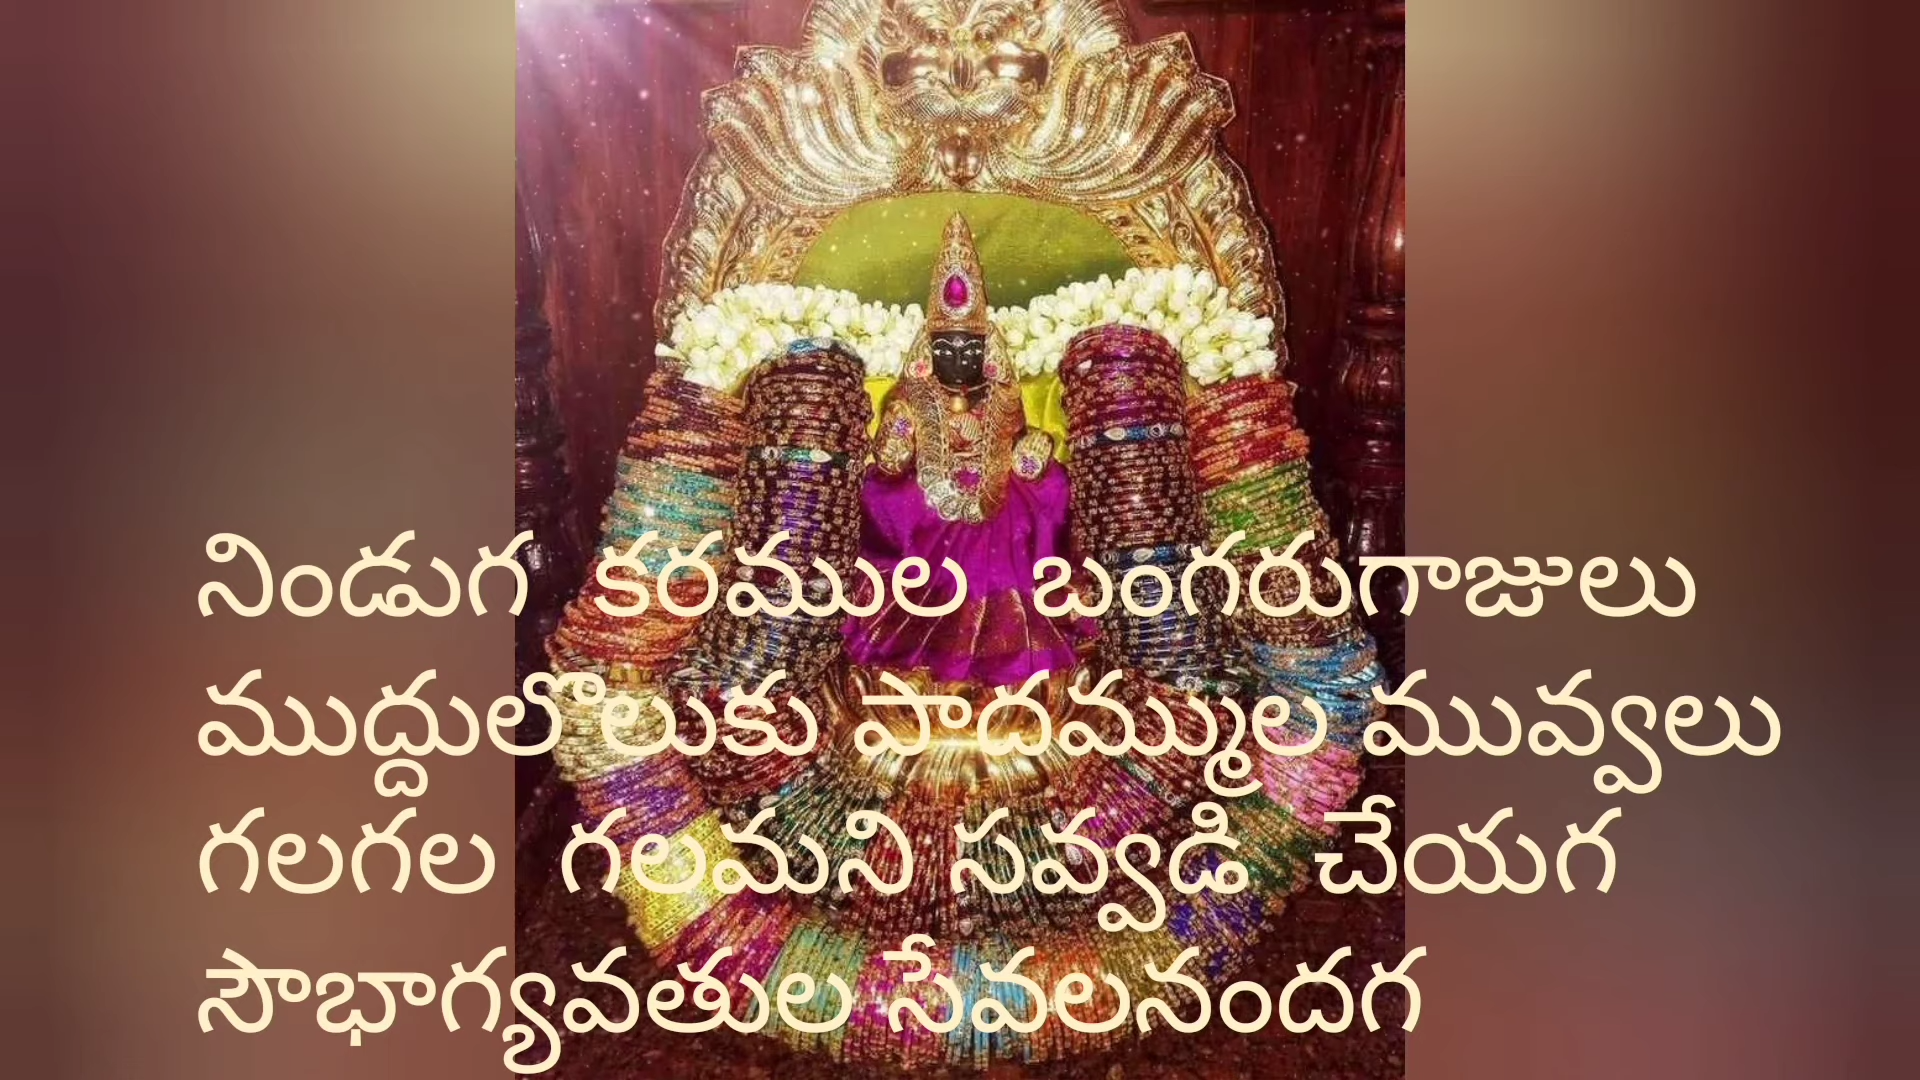 నిండుగ కరముల బంగరుగాజులు
ముద్దులొలుకు పాదమ్ముల మువ్వలు
గలగల గలమని సవ్వడి చేయగ
సౌభాగ్యవతుల సేవలనందగ